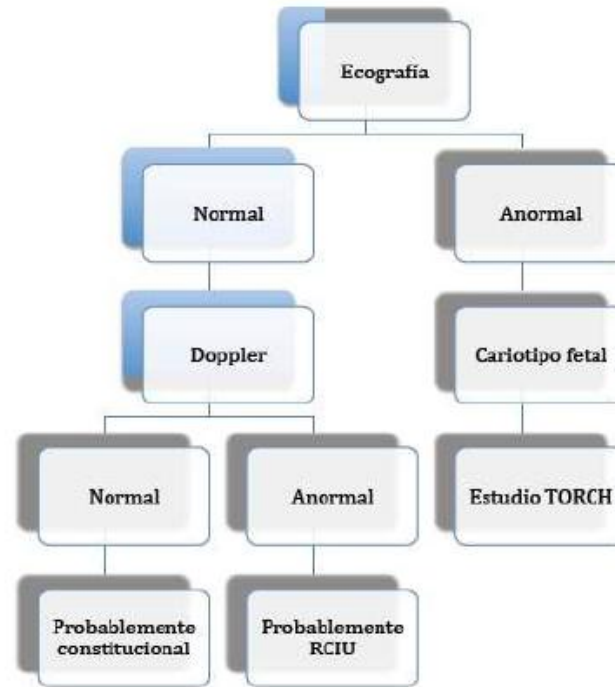 Ecografía
Normal
Anormal
Doppler
Cariotipo fetal
Normal
Anormal
Estudio TORCH
Probablemente
constitucional
Probablemente
RCIU